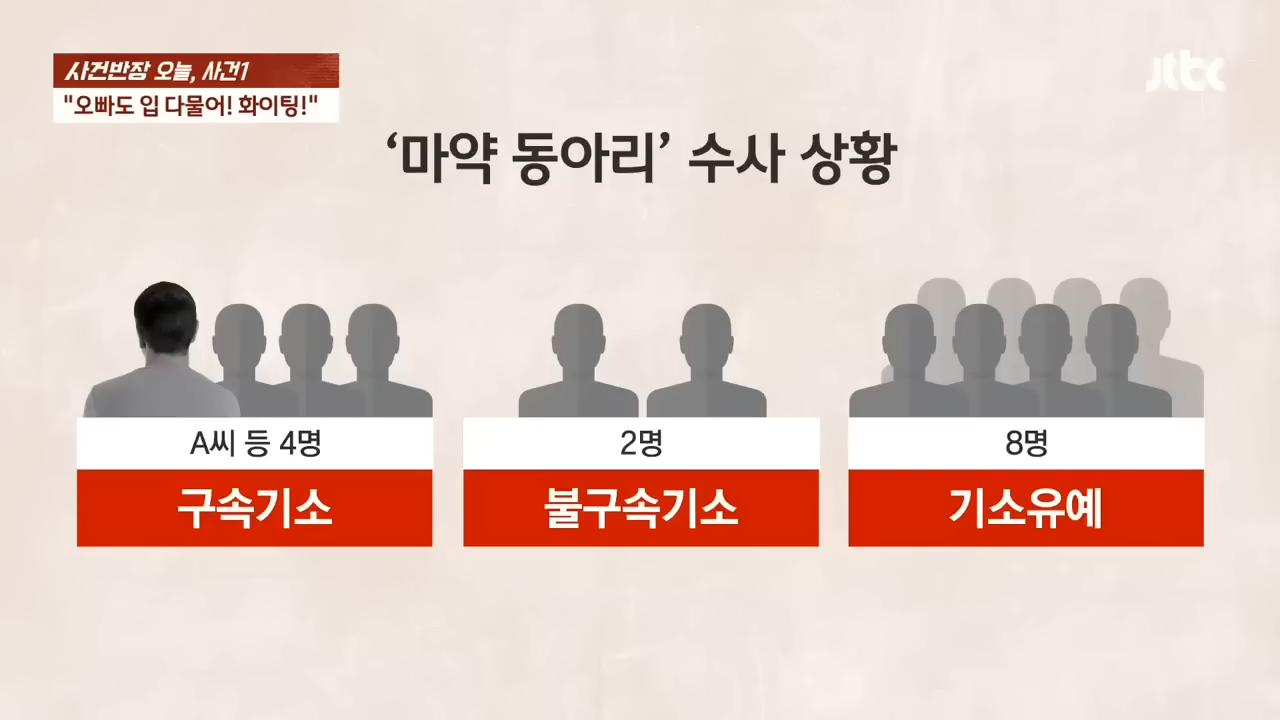 사건반장 오늘, 사건1
"오빠도 입 다물어! 화이팅!"
jtbc
‘마약 동아리’ 수사 상황
A씨 등 4명
구속기소
2명
불구속기소
8명
기소유예